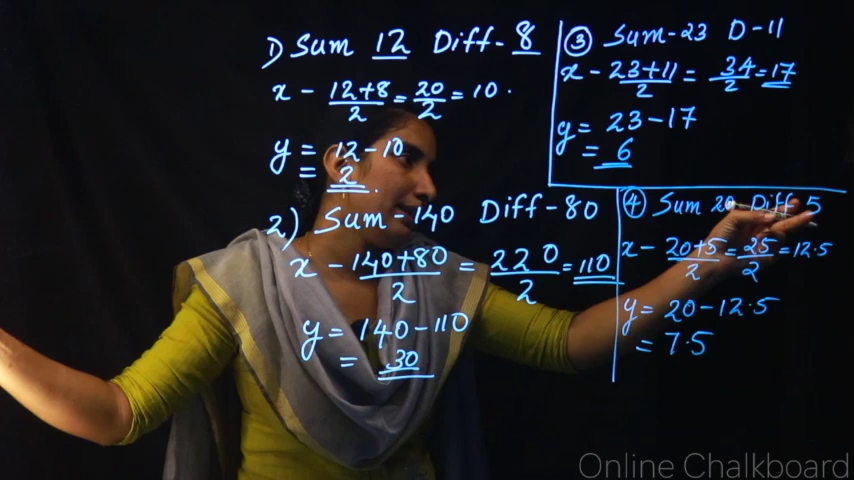 1) Sum 12 Diff-8
x - 12+8/2 = 20/2 = 10.
y = 12-10
= 2.
2) Sum-140 Diff-80
x - 140+80/2 = 220/2 = 110
y = 140-110
= 30
③ Sum-23 D-11
x - 23+11/2 = 34/2 = 17
y = 23-17
= 6
④ Sum 20 Diff 5
x - 20+5/2 = 25/2 = 12.5
y = 20-12.5
= 7.5
Online Chalkboard